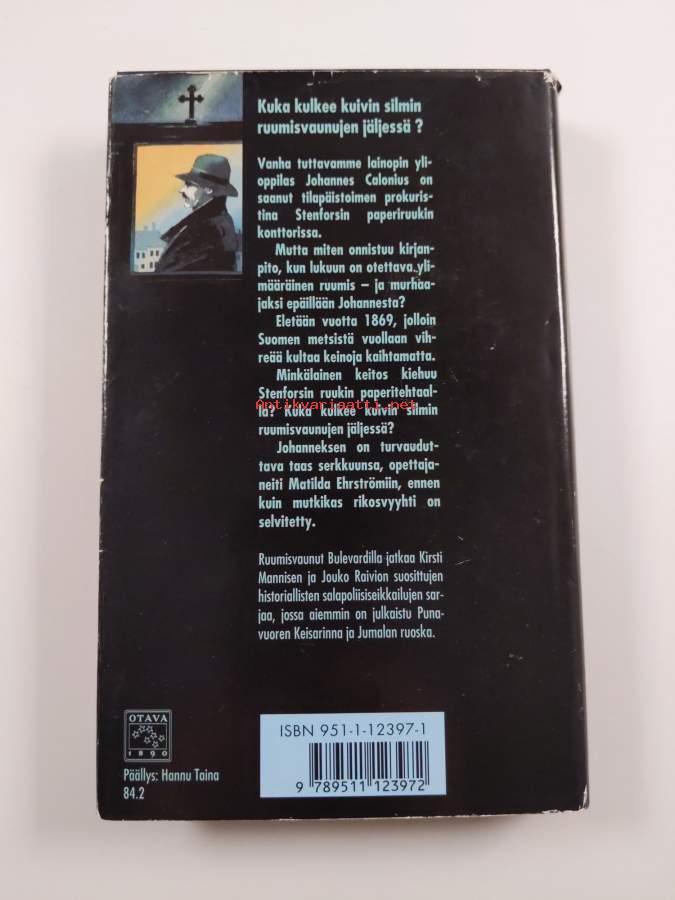 Kuka kulkee kuivin silmin
ruumisvaunujen jäljessä ?
Vanha tuttavamme lainopin yli-
oppilas Johannes Calonius on
saanut tilapäistoimen prokuris-
tina Stenforsin paperiruukin
konttorissa.
Mutta miten onnistuu kirjan-
pito, kun lukuun on otettava yli-
määräinen ruumis – ja murhaa-
jaksi epäillään Johannesta?
Eletään vuotta 1869, jolloin
Suomen metsistä vuollaan vih-
reää kultaa keinoja kaihtamatta.
Minkälainen keitos kiehuu
Stenforsin ruukin paperitehtaal-
la? Kuka kulkee kuivin silmin
Antikvariaatti.net
ruumisvaunujen jäljessä?
Johanneksen on turvaudut-
tava taas serkkuunsa, opettaja-
neiti Matilda Ehrströmiin, ennen
kuin mutkikas rikosvyyhti on
selvitetty.
Ruumisvaunut Bulevardilla jatkaa Kirsti
Mannisen ja Jouko Raivion suosittujen
historiallisten salapoliisiseikkailujen sar-
jaa, jossa aiemmin on julkaistu Puna-
vuoren Keisarinna ja Jumalan ruoska.
OTAVA
1890
Päällys: Hannu Taina
84.2
ISBN 951-1-12397-1
9 789511 123972